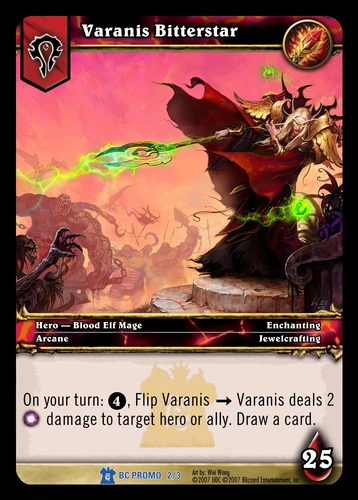 Varanis Bitterstar
Hero — Blood Elf Mage Enchanting
Arcane Jewelcrafting
On your turn: 4, Flip Varanis → Varanis deals 2
damage to target hero or ally. Draw a card.
25
BC PROMO 2/3
Art by: Wei Wang
©2007 UDC ©2007 Blizzard Entertainment, Inc.